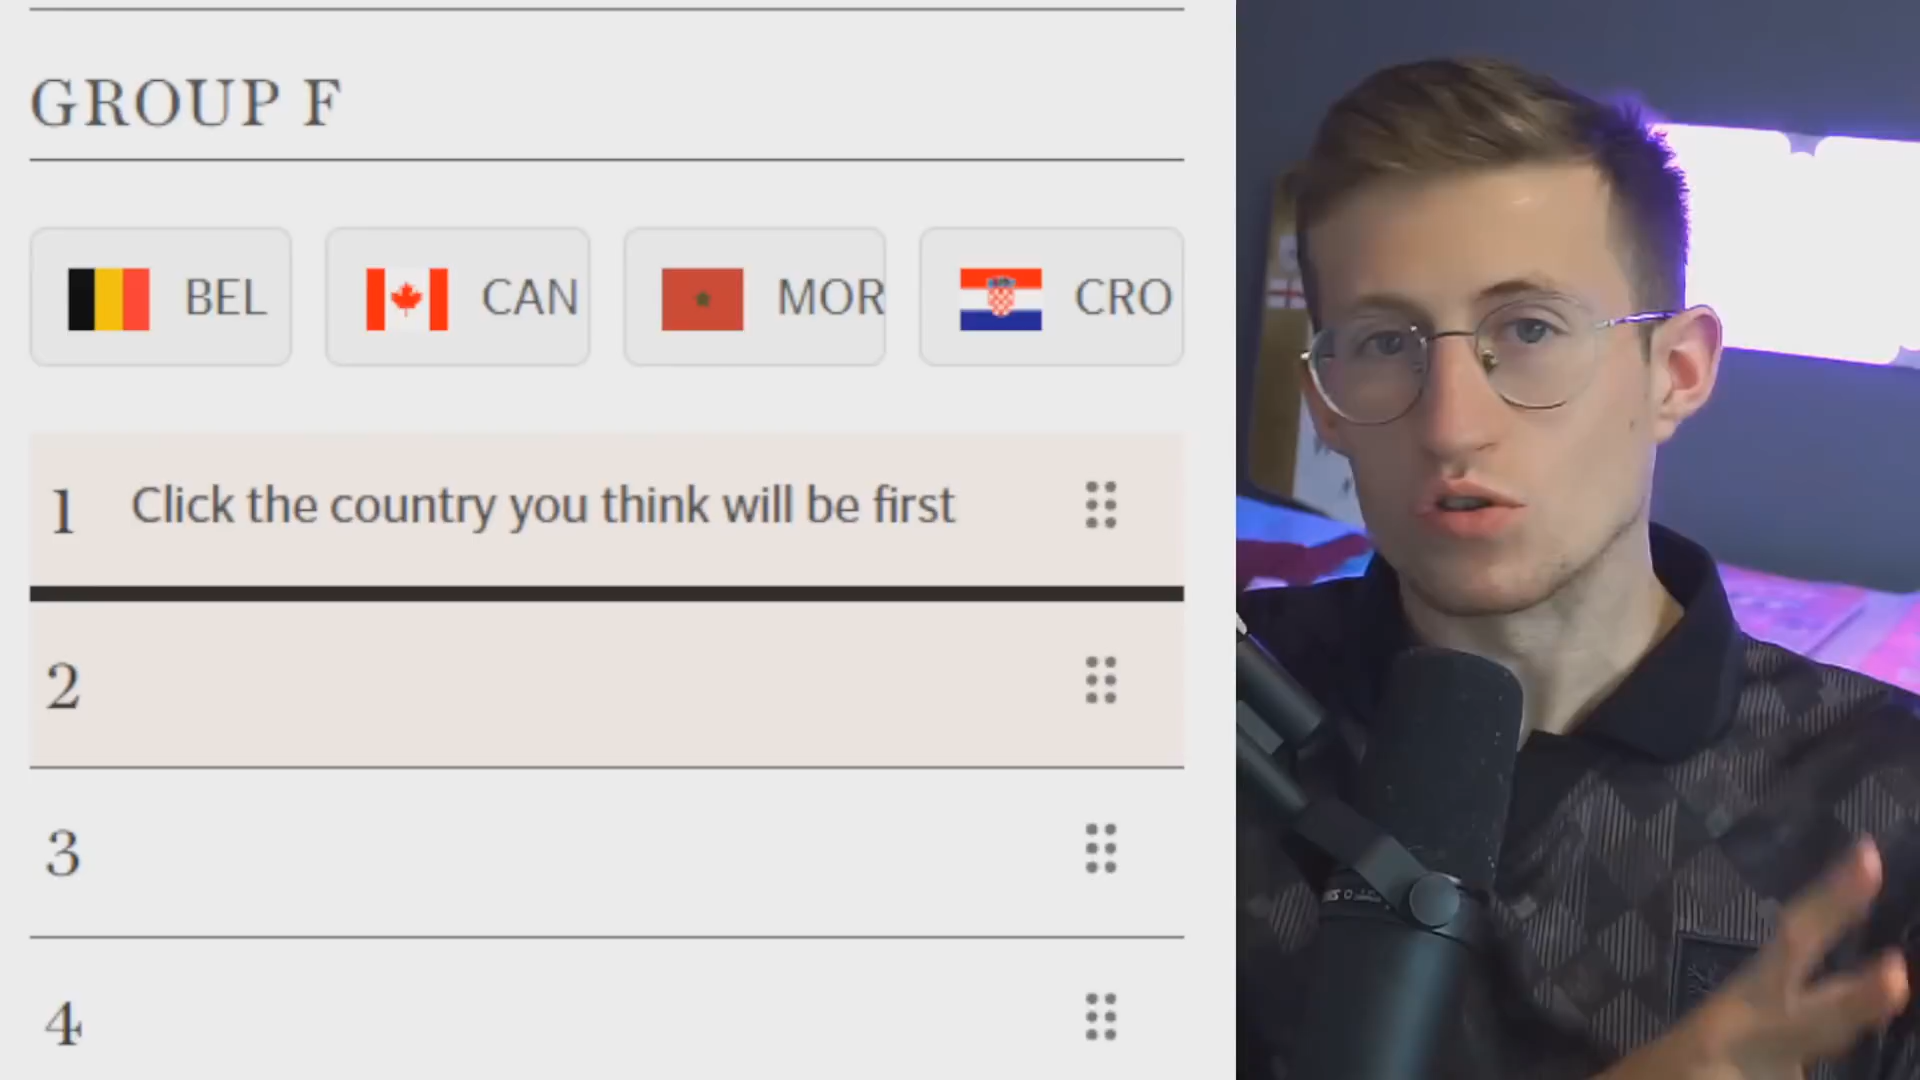 GROUP F
BEL CAN MOR CRO
1 Click the country you think will be first
2
3
4